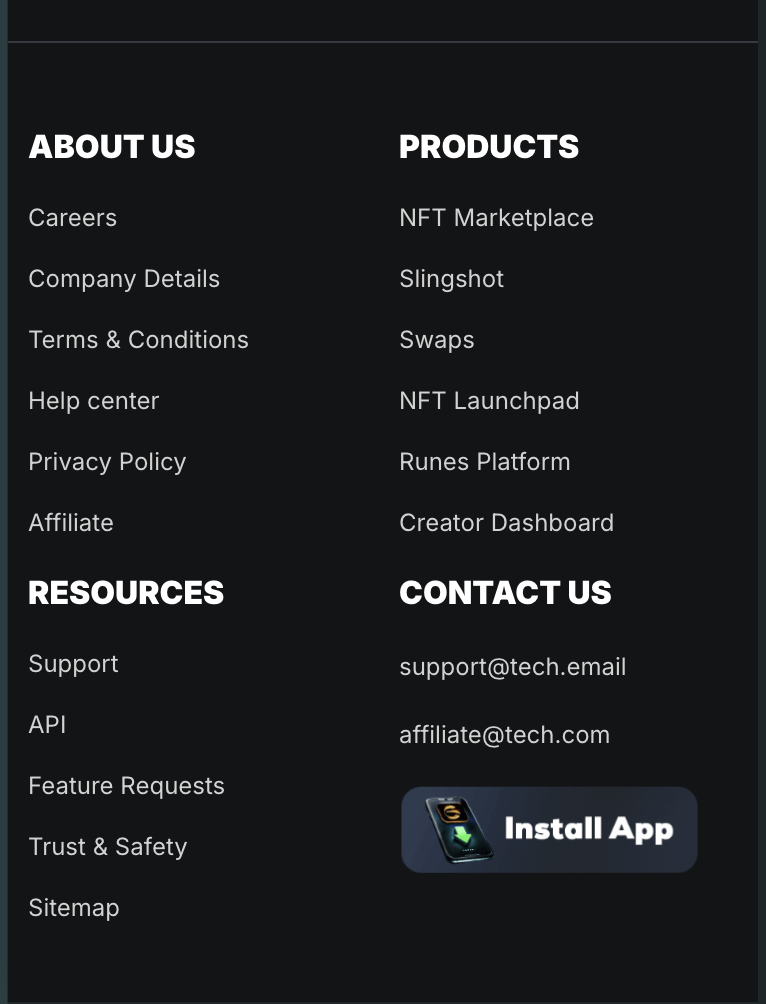 ABOUT US
Careers
Company Details
Terms & Conditions
Help center
Privacy Policy
Affiliate
PRODUCTS
NFT Marketplace
Slingshot
Swaps
NFT Launchpad
Runes Platform
Creator Dashboard
RESOURCES
Support
API
Feature Requests
Trust & Safety
Sitemap
CONTACT US
support@tech.email
affiliate@tech.com
Install App